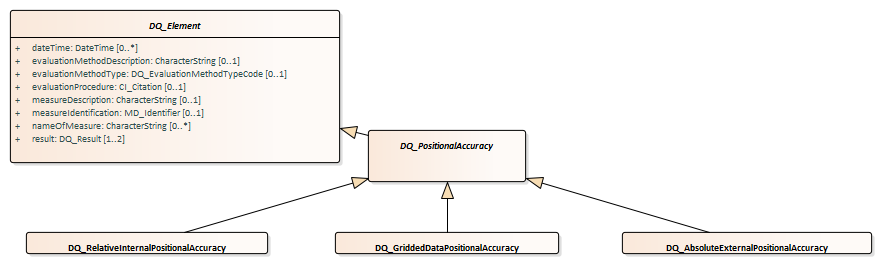 DQ_Element
+ dateTime: DateTime [0..*]
+ evaluationMethodDescription: CharacterString [0..1]
+ evaluationMethodType: DQ_EvaluationMethodTypeCode [0..1]
+ evaluationProcedure: CI_Citation [0..1]
+ measureDescription: CharacterString [0..1]
+ measureIdentification: MD_Identifier [0..1]
+ nameOfMeasure: CharacterString [0..*]
+ result: DQ_Result [1..2]
DQ_PositionalAccuracy
DQ_RelativeInternalPositionalAccuracy
DQ_GriddedDataPositionalAccuracy
DQ_AbsoluteExternalPositionalAccuracy